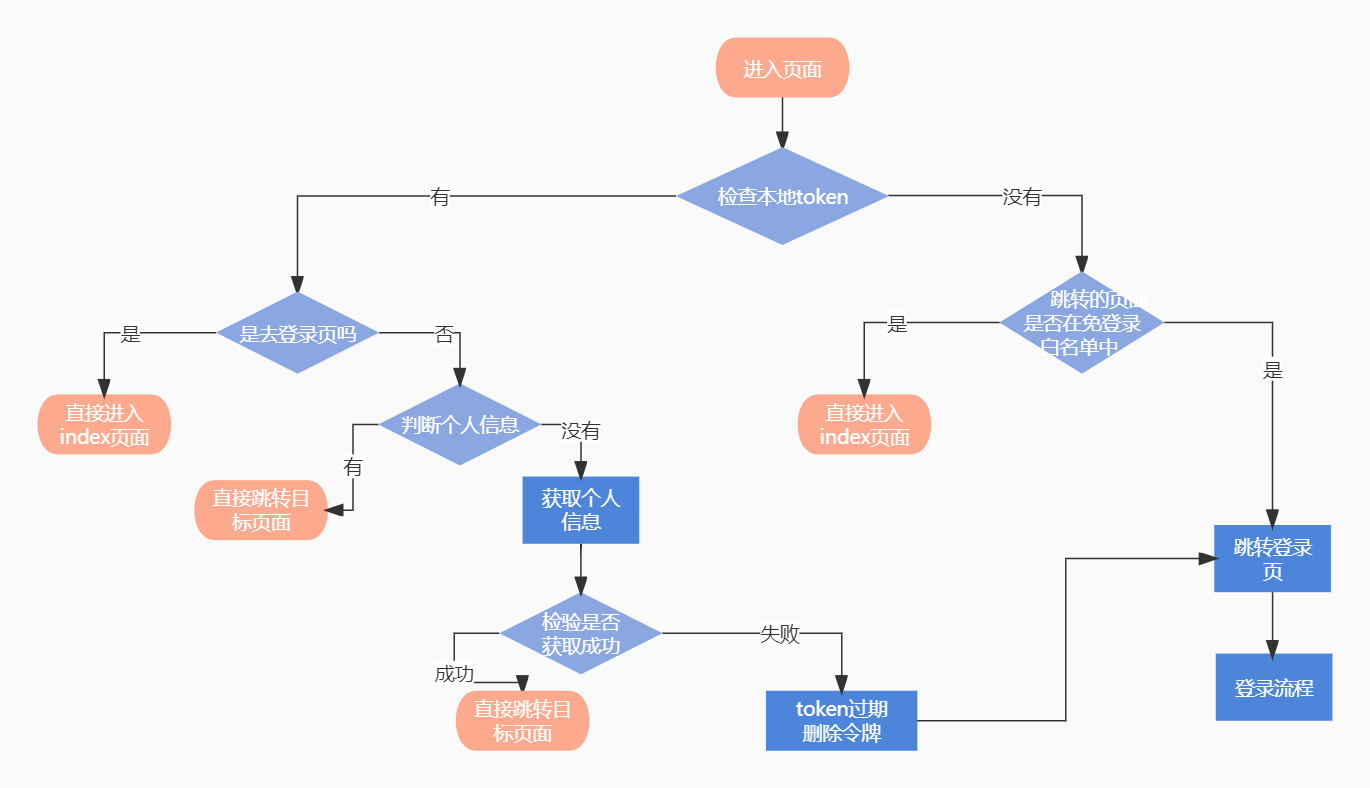 进入页面
检查本地token
有
没有
跳转的页面
是否在免登录
白名单中
是去登录页吗
是
否
是
是
直接进入
index页面
判断个人信息
没有
直接进入
index页面
有
直接跳转目
标页面
获取个人
信息
跳转登录
页
检验是否
获取成功
失败
成功
登录流程
直接跳转目
标页面
token过期
删除令牌